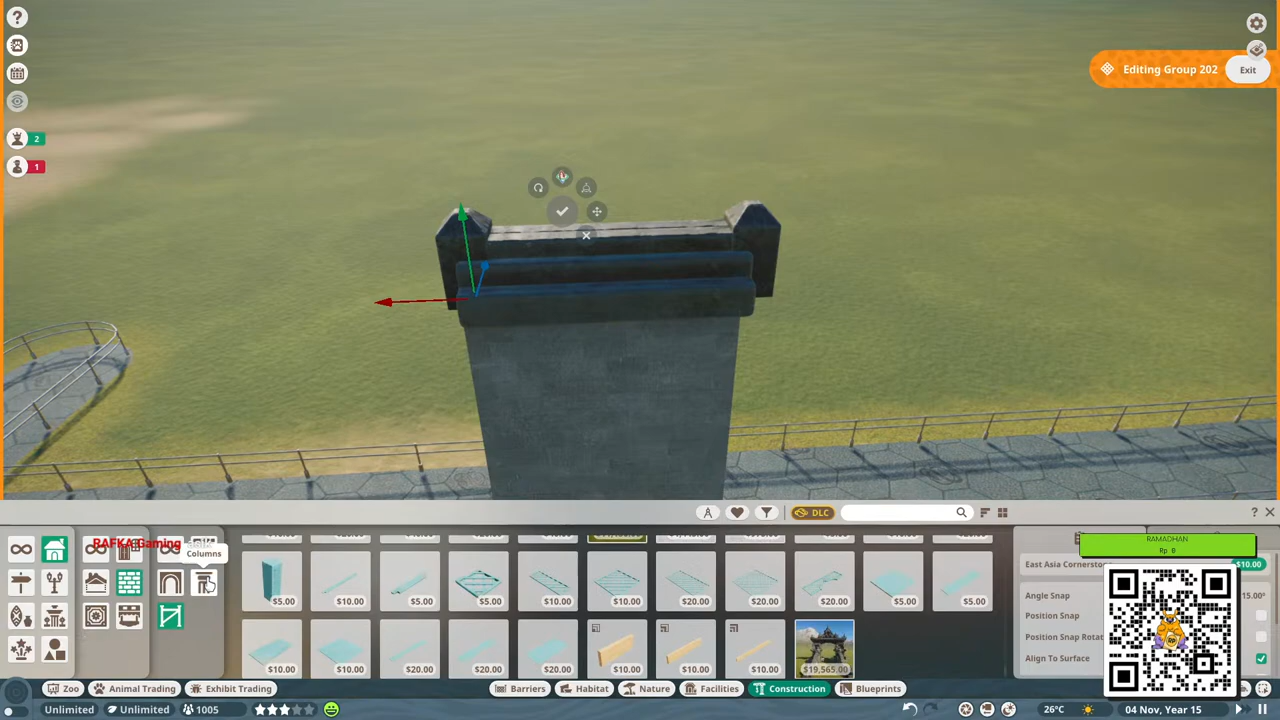 ?
Editing Group 202
Exit
2
1
DLC
? ×
RAFKA Gaming
Columns
RAMADHAN
Rp 0
East Asia Cornerstone
$10.00
Angle Snap
15.00°
Position Snap
Position Snap Rotat
Align To Surface
$5.00 $10.00 $5.00 $5.00 $10.00 $10.00 $20.00 $20.00 $20.00 $5.00 $5.00
$10.00 $10.00 $20.00 $20.00 $20.00 $10.00 $10.00 $10.00 $19,565.00
Zoo Animal Trading Exhibit Trading Barriers Habitat Nature Facilities Construction Blueprints
Unlimited Unlimited 1005 26°C 04 Nov, Year 15